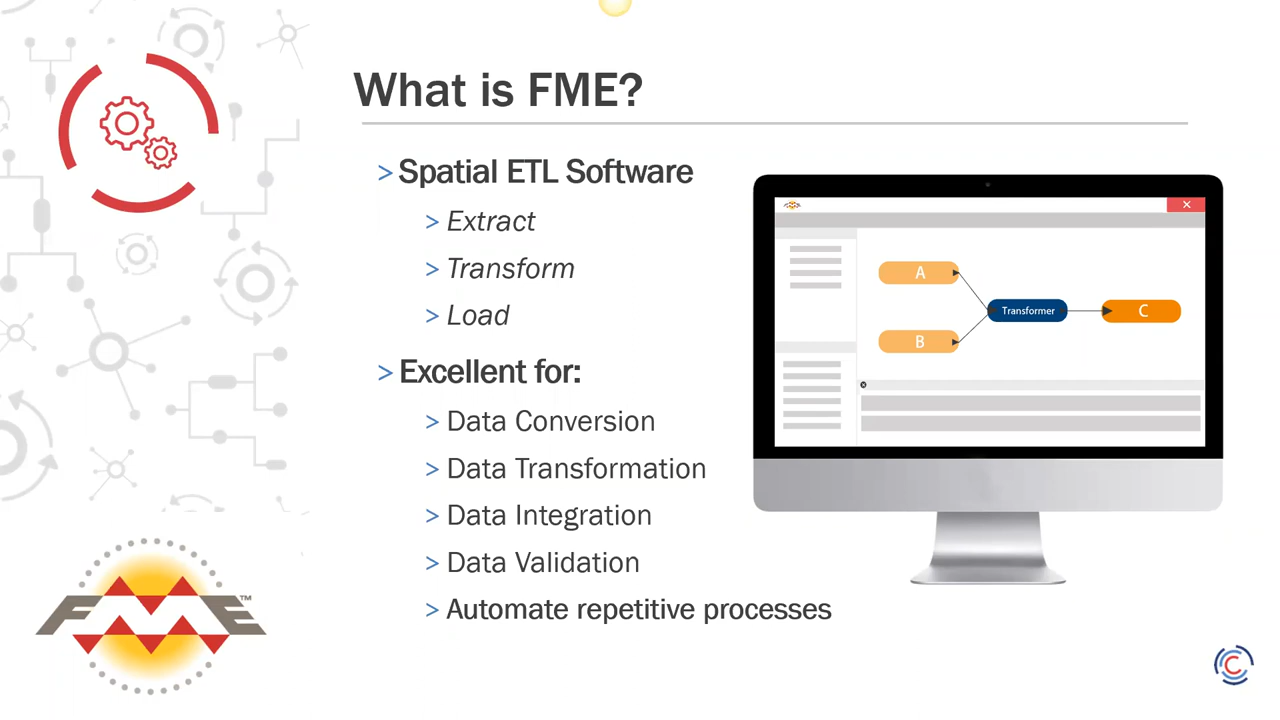 What is FME?
> Spatial ETL Software
> Extract
> Transform
> Load
> Excellent for:
> Data Conversion
> Data Transformation
> Data Integration
> Data Validation
> Automate repetitive processes
A
B
Transformer
C
FME™
C